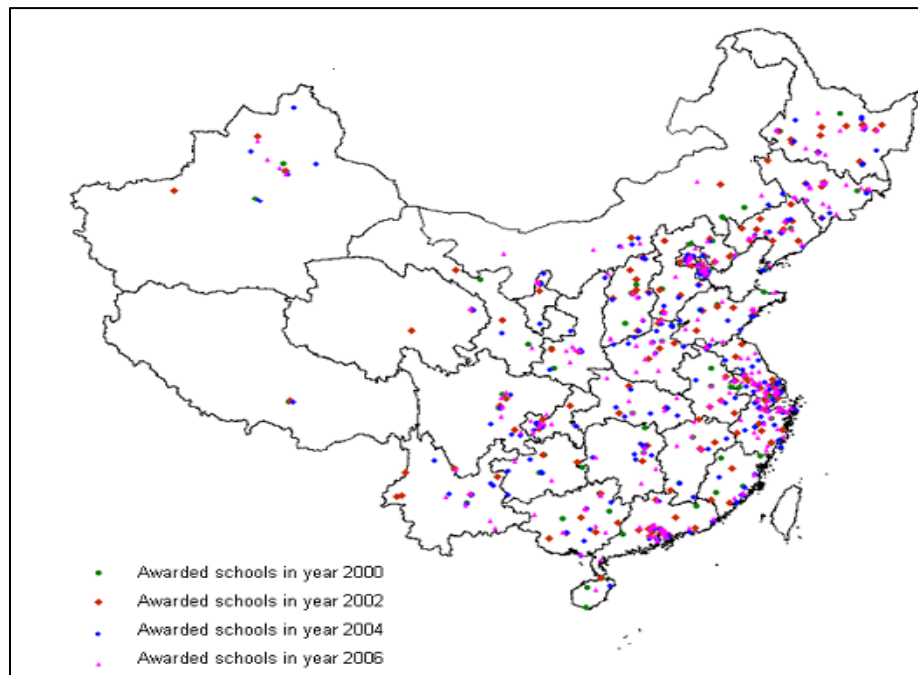 Awarded schools in year 2000
Awarded schools in year 2002
Awarded schools in year 2004
Awarded schools in year 2006